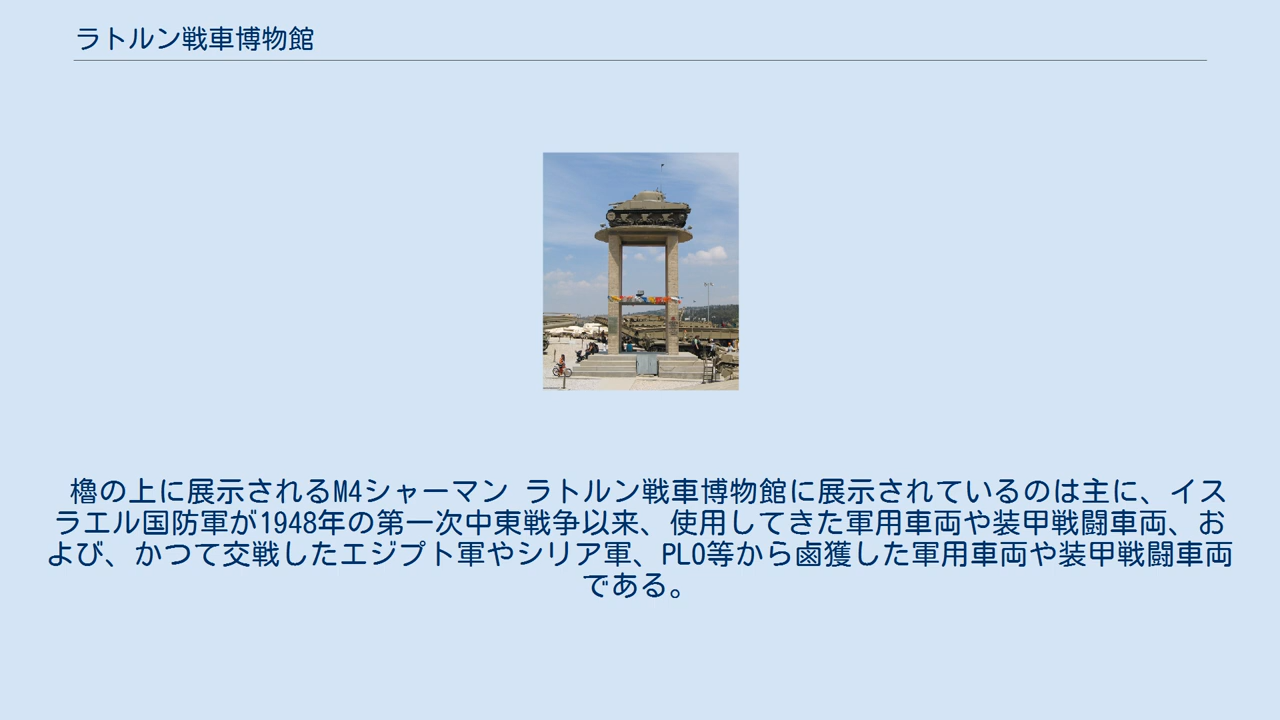 ラトルン戦車博物館
櫓の上に展示されるM4シャーマン ラトルン戦車博物館に展示されているのは主に、イス
ラエル国防軍が1948年の第一次中東戦争以来、使用してきた軍用車両や装甲戦闘車両、お
よび、かつて交戦したエジプト軍やシリア軍、PLO等から鹵獲した軍用車両や装甲戦闘車両
である。